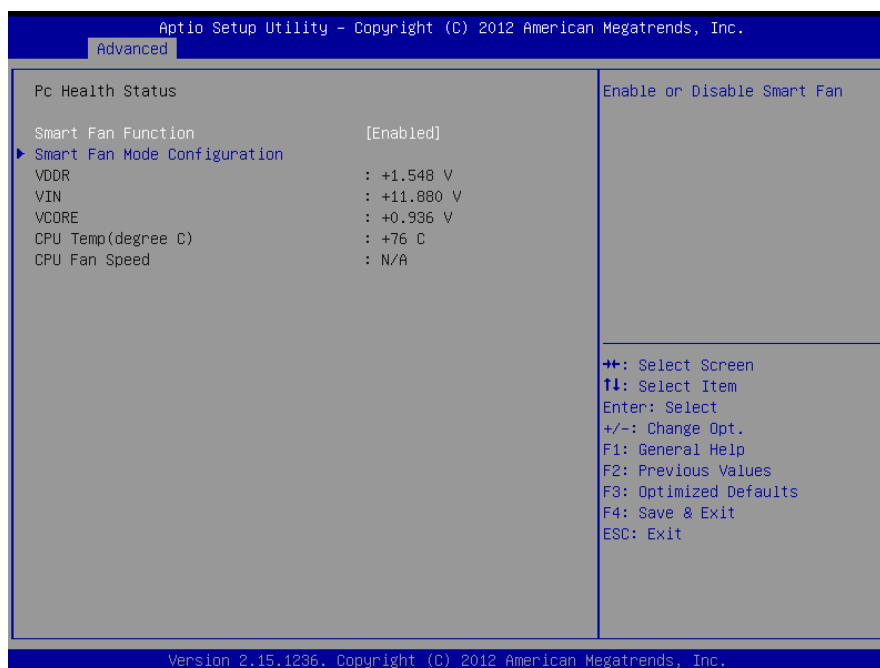 Aptio Setup Utility – Copyright (C) 2012 American Megatrends, Inc.
Advanced
Pc Health Status
Smart Fan Function [Enabled]
Smart Fan Mode Configuration
VDDR : +1.548 V
VIN : +11.880 V
VCORE : +0.936 V
CPU Temp(degree C) : +76 C
CPU Fan Speed : N/A
Enable or Disable Smart Fan
→←: Select Screen
↑↓: Select Item
Enter: Select
+/-: Change Opt.
F1: General Help
F2: Previous Values
F3: Optimized Defaults
F4: Save & Exit
ESC: Exit
Version 2.15.1236. Copyright (C) 2012 American Megatrends, Inc.